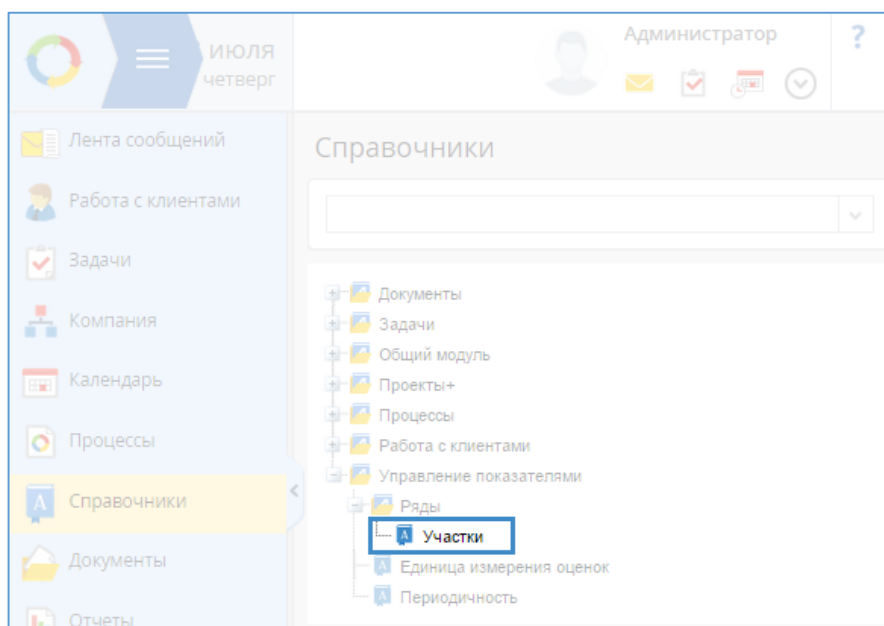 июля
четверг
Администратор
?
Лента сообщений
Работа с клиентами
Задачи
Компания
Календарь
Процессы
Справочники
Документы
Отчеты
Справочники
Документы
Задачи
Общий модуль
Проекты+
Процессы
Работа с клиентами
Управление показателями
Ряды
Участки
Единица измерения оценок
Периодичность